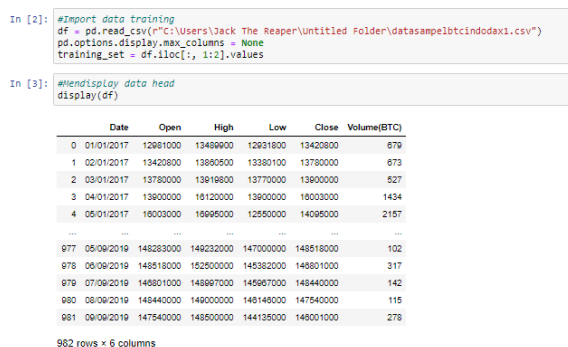 In [2]: #Import data training
df = pd.read_csv(r"C:\Users\Jack The Reaper\Untitled Folder\datasampelbtcindodax1.csv")
pd.options.display.max_columns = None
training_set = df.iloc[:, 1:2].values
In [3]: #Mendisplay data head
display(df)
Date Open High Low Close Volume(BTC)
0 01/01/2017 12981000 13489900 12931800 13420800 679
1 02/01/2017 13420800 13860500 13380100 13780000 673
2 03/01/2017 13780000 13919800 13770000 13900000 527
3 04/01/2017 13900000 16120000 13900000 16003000 1434
4 05/01/2017 16003000 16995000 12550000 14095000 2157
... ... ... ... ... ... ...
977 05/09/2019 148283000 149232000 147000000 148518000 102
978 06/09/2019 148518000 152500000 145382000 146801000 317
979 07/09/2019 146801000 148997000 145967000 148440000 142
980 08/09/2019 148440000 149000000 146146000 147540000 115
981 09/09/2019 147540000 148500000 144135000 146001000 278
982 rows × 6 columns